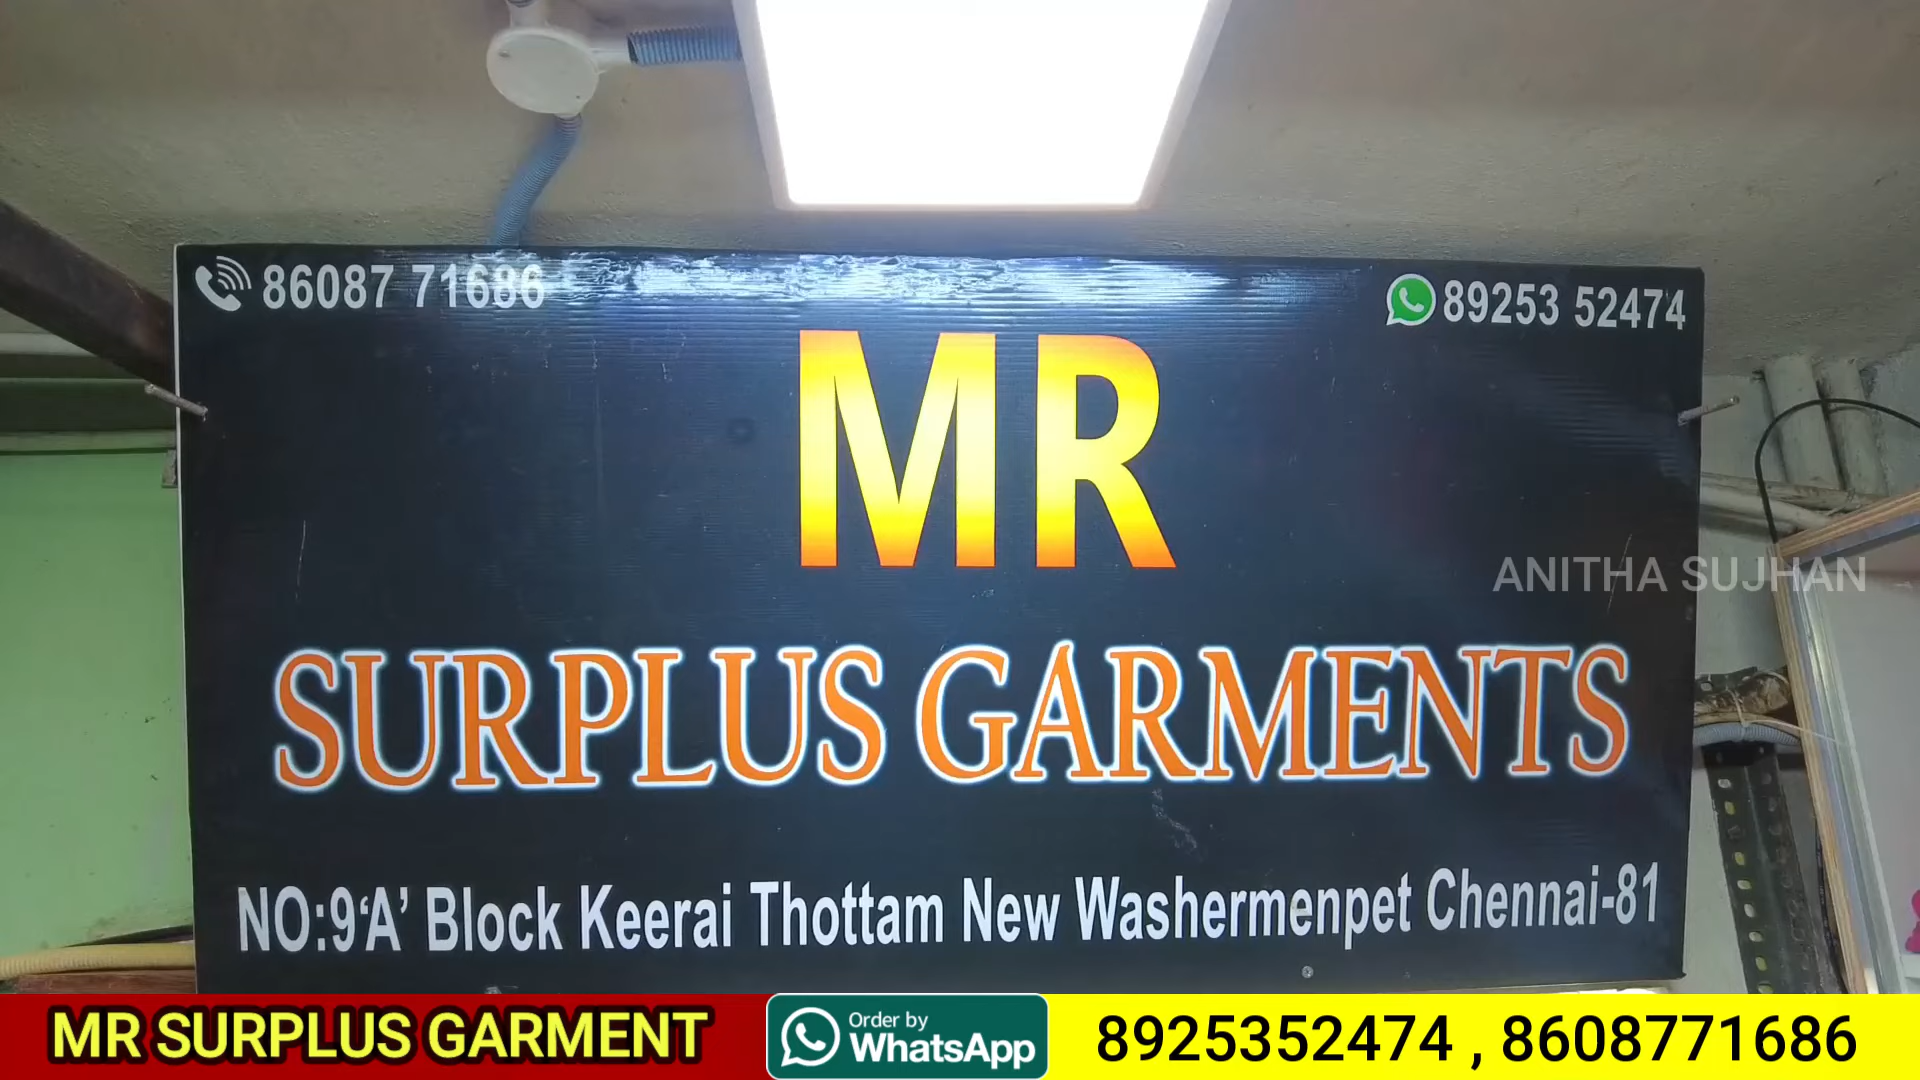 86087 71686
89253 52474
MR
ANITHA SUJHAN
SURPLUS GARMENTS
NO:9‘A’ Block Keerai Thottam New Washermenpet Chennai-81
MR SURPLUS GARMENT
Order by
WhatsApp
8925352474 , 8608771686